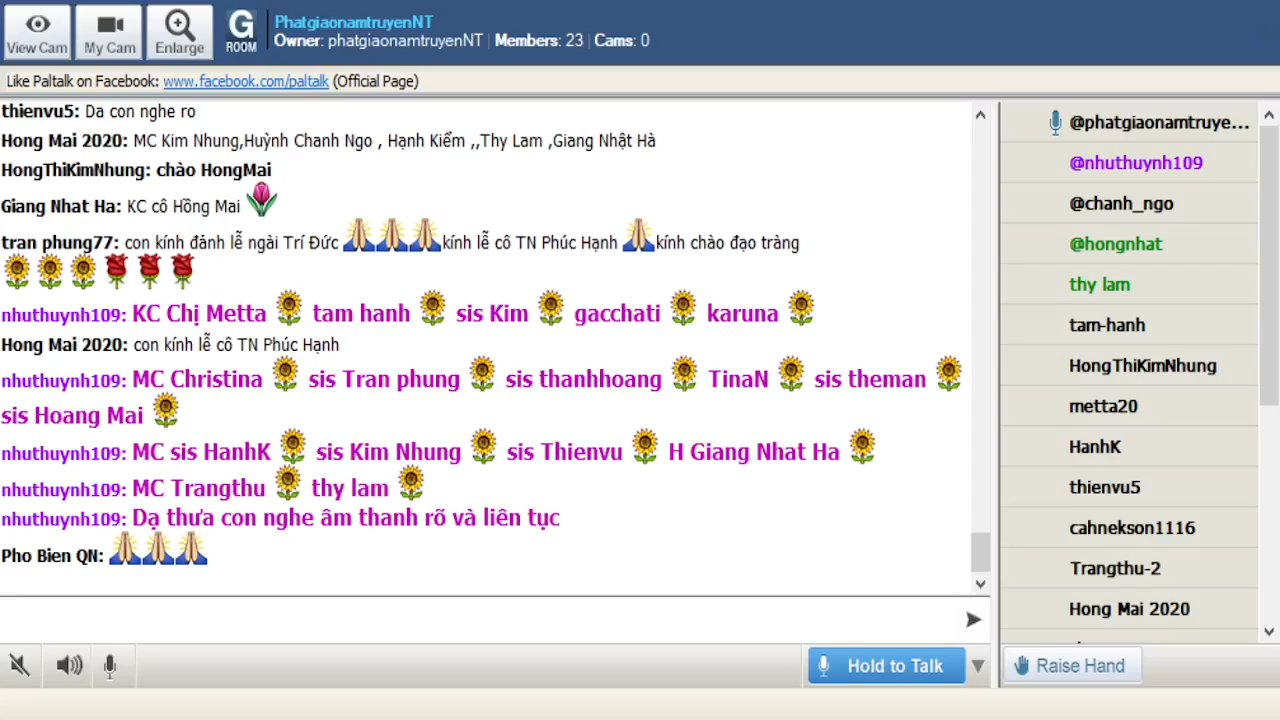 View Cam
My Cam
Enlarge
G
ROOM
PhatgiaonamtruyenNT
Owner: phatgiaonamtruyenNT | Members: 23 | Cams: 0
Like Paltalk on Facebook: www.facebook.com/paltalk (Official Page)
thienvu5: Da con nghe ro
Hong Mai 2020: MC Kim Nhung,Huỳnh Chanh Ngo , Hạnh Kiểm ,,Thy Lam ,Giang Nhật Hà
HongThiKimNhung: chào HongMai
Giang Nhat Ha: KC cô Hồng Mai
tran phung77: con kính đảnh lễ ngài Trí Đức kính lễ cô TN Phúc Hạnh kính chào đạo tràng
nhuthuynh109: KC Chị Metta tam hanh sis Kim gacchati karuna
Hong Mai 2020: con kính lễ cô TN Phúc Hạnh
nhuthuynh109: MC Christina sis Tran phung sis thanhhoang TinaN sis theman
sis Hoang Mai
nhuthuynh109: MC sis HanhK sis Kim Nhung sis Thienvu H Giang Nhat Ha
nhuthuynh109: MC Trangthu thy lam
nhuthuynh109: Dạ thưa con nghe âm thanh rõ và liên tục
Pho Bien QN:
Hold to Talk
@phatgiaonamtruye...
@nhuthuynh109
@chanh_ngo
@hongnhat
thy lam
tam-hanh
HongThiKimNhung
metta20
HanhK
thienvu5
cahnekson1116
Trangthu-2
Hong Mai 2020
Raise Hand